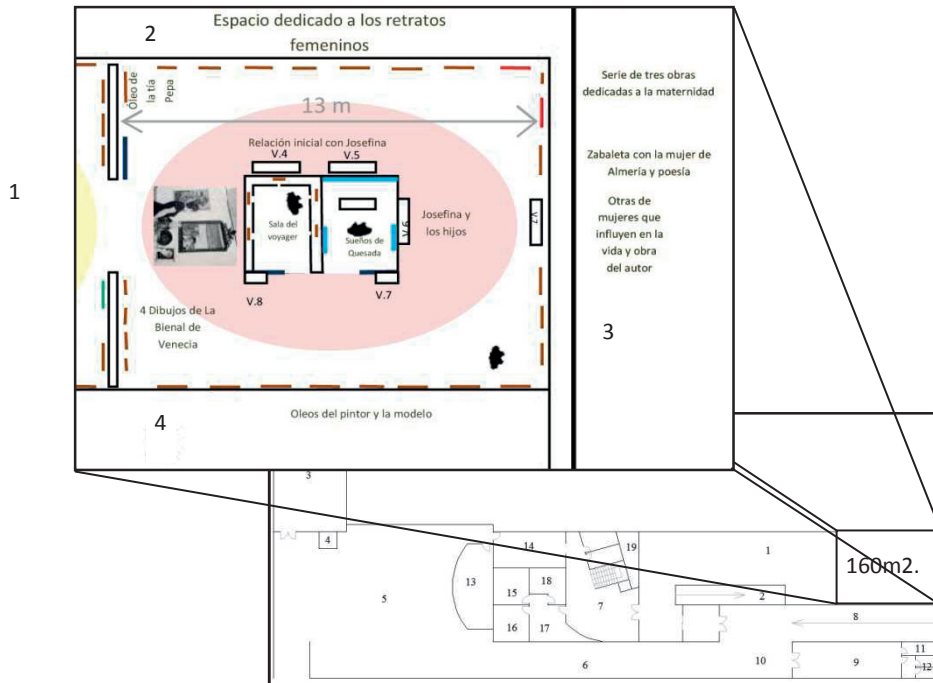 2
Espacio dedicado a los retratos
femeninos
Óleo de
la tía
Pepa
13 m
Relación inicial con Josefina
V.4
V.5
1
Sala del
voyager
Sueños de
Quesada
V.6
Josefina y
los hijos
V.7
V.8
V.7
4 Dibujos de La
Bienal de
Venecia
4
Oleos del pintor y la modelo
Serie de tres obras
dedicadas a la maternidad
Zabaleta con la mujer de
Almería y poesía
Otras de
mujeres que
influyen en la
vida y obra
del autor
3
3
4
14
19
1
160m2.
5
13
15
18
7
2
8
16
17
6
10
9
11
12